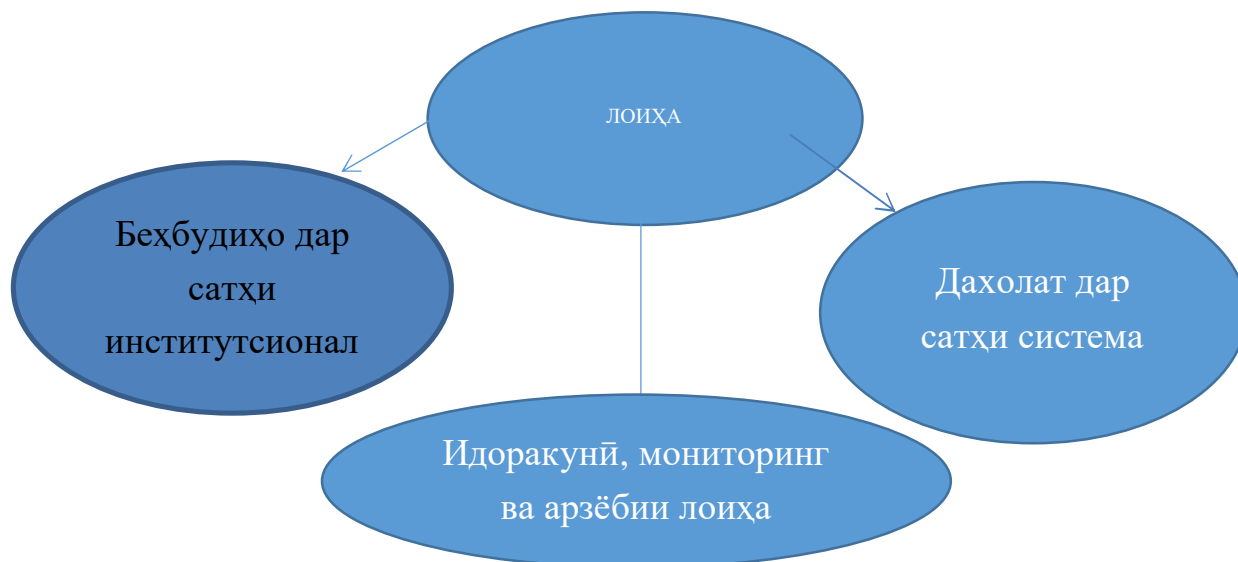 ЛОИҲА
Беҳбудиҳо дар
сатҳи
институтсионал
Дахолат дар
сатҳи система
Идоракунӣ, мониторинг
ва арзёбии лоиҳа